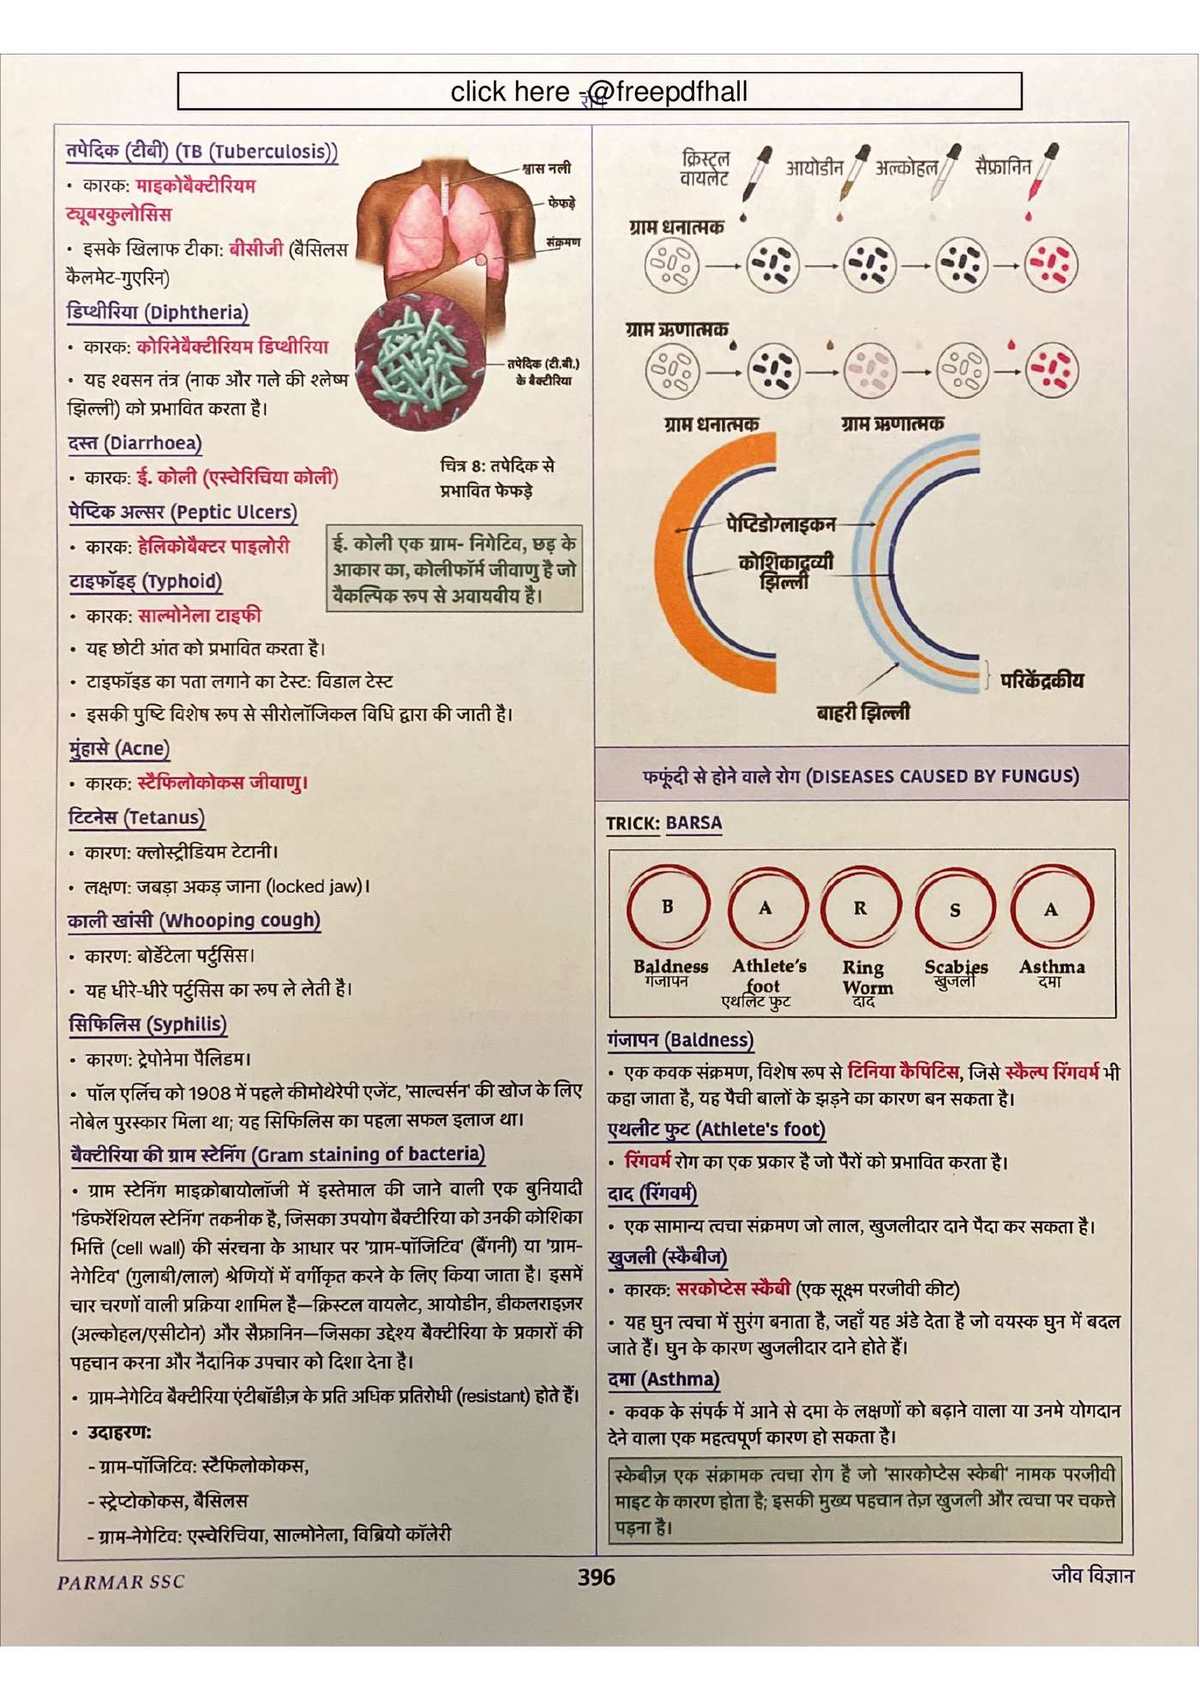 click here -@freepdfhall
रोग
तपेदिक (टीबी) (TB (Tuberculosis))
• कारक: माइकोबैक्टीरियम
ट्यूबरकुलोसिस
• इसके खिलाफ टीका: बीसीजी (बैसिलस
कैलमेट-गुएरिन)
डिप्थीरिया (Diphtheria)
• कारक: कोरिनेबैक्टीरियम डिप्थीरिया
• यह श्वसन तंत्र (नाक और गले की श्लेष्म
झिल्ली) को प्रभावित करता है।
दस्त (Diarrhoea)
• कारक: ई. कोली (एस्चेरिचिया कोली)
पेप्टिक अल्सर (Peptic Ulcers)
• कारक: हेलिकोबैक्टर पाइलोरी
टाइफॉइड् (Typhoid)
• कारक: साल्मोनेला टाइफी
• यह छोटी आंत को प्रभावित करता है।
• टाइफॉइड का पता लगाने का टेस्ट: विडाल टेस्ट
• इसकी पुष्टि विशेष रूप से सीरोलॉजिकल विधि द्वारा की जाती है।
मुंहासे (Acne)
• कारक: स्टैफिलोकोकस जीवाणु।
टिटनेस (Tetanus)
• कारण: क्लोस्ट्रीडियम टेटानी।
• लक्षण: जबड़ा अकड़ जाना (locked jaw)।
काली खांसी (Whooping cough)
• कारण: बोर्डेटेला पर्टुसिस।
• यह धीरे-धीरे पर्टुसिस का रूप ले लेती है।
सिफिलिस (Syphilis)
• कारण: ट्रेपोनेमा पैलिडम।
• पॉल एर्लिच को 1908 में पहले कीमोथेरेपी एजेंट, 'साल्वर्सन' की खोज के लिए
नोबेल पुरस्कार मिला था; यह सिफिलिस का पहला सफल इलाज था।
बैक्टीरिया की ग्राम स्टेनिंग (Gram staining of bacteria)
• ग्राम स्टेनिंग माइक्रोबायोलॉजी में इस्तेमाल की जाने वाली एक बुनियादी
'डिफरेंशियल स्टेनिंग' तकनीक है, जिसका उपयोग बैक्टीरिया को उनकी कोशिका
भित्ति (cell wall) की संरचना के आधार पर 'ग्राम-पॉजिटिव' (बैंगनी) या 'ग्राम-
नेगेटिव' (गुलाबी/लाल) श्रेणियों में वर्गीकृत करने के लिए किया जाता है। इसमें
चार चरणों वाली प्रक्रिया शामिल है—क्रिस्टल वायलेट, आयोडीन, डीकलराइज़र
(अल्कोहल/एसीटोन) और सैफ्रानिन—जिसका उद्देश्य बैक्टीरिया के प्रकारों की
पहचान करना और नैदानिक उपचार को दिशा देना है।
• ग्राम-नेगेटिव बैक्टीरिया एंटीबॉडीज़ के प्रति अधिक प्रतिरोधी (resistant) होते हैं।
• उदाहरण:
- ग्राम-पॉजिटिव: स्टैफिलोकोकस,
- स्ट्रेप्टोकोकस, बैसिलस
- ग्राम-नेगेटिव: एस्चेरिचिया, साल्मोनेला, विब्रियो कॉलेरी
श्वास नली
फेफड़े
संक्रमण
तपेदिक (टी.बी.)
के बैक्टीरिया
चित्र 8: तपेदिक से
प्रभावित फेफड़े
ई. कोली एक ग्राम- निगेटिव, छड़ के
आकार का, कोलीफॉर्म जीवाणु है जो
वैकल्पिक रूप से अवायवीय है।
क्रिस्टल
वायलेट
आयोडीन
अल्कोहल
सैफ्रानिन
ग्राम धनात्मक
ग्राम ऋणात्मक
ग्राम धनात्मक
ग्राम ऋणात्मक
पेप्टिडोग्लाइकन
कोशिकाद्रव्यी
झिल्ली
परिकेंद्रकीय
बाहरी झिल्ली
फफूंदी से होने वाले रोग (DISEASES CAUSED BY FUNGUS)
TRICK: BARSA
B A R S A
Baldness
गंजापन
Athlete's
foot
एथलिट फुट
Ring
Worm
दाद
Scabies
खुजली
Asthma
दमा
गंजापन (Baldness)
• एक कवक संक्रमण, विशेष रूप से टिनिया कैपिटिस, जिसे स्कैल्प रिंगवर्म भी
कहा जाता है, यह पैची बालों के झड़ने का कारण बन सकता है।
एथलीट फुट (Athlete's foot)
• रिंगवर्म रोग का एक प्रकार है जो पैरों को प्रभावित करता है।
दाद (रिंगवर्म)
• एक सामान्य त्वचा संक्रमण जो लाल, खुजलीदार दाने पैदा कर सकता है।
खुजली (स्कैबीज)
• कारक: सरकोप्टेस स्कैबी (एक सूक्ष्म परजीवी कीट)
• यह घुन त्वचा में सुरंग बनाता है, जहाँ यह अंडे देता है जो वयस्क घुन में बदल
जाते हैं। घुन के कारण खुजलीदार दाने होते हैं।
दमा (Asthma)
• कवक के संपर्क में आने से दमा के लक्षणों को बढ़ाने वाला या उनमे योगदान
देने वाला एक महत्वपूर्ण कारण हो सकता है।
स्केबीज़ एक संक्रामक त्वचा रोग है जो 'सारकोप्टेस स्केबी' नामक परजीवी
माइट के कारण होता है; इसकी मुख्य पहचान तेज़ खुजली और त्वचा पर चकत्ते
पड़ना है।
PARMAR SSC
396
जीव विज्ञान